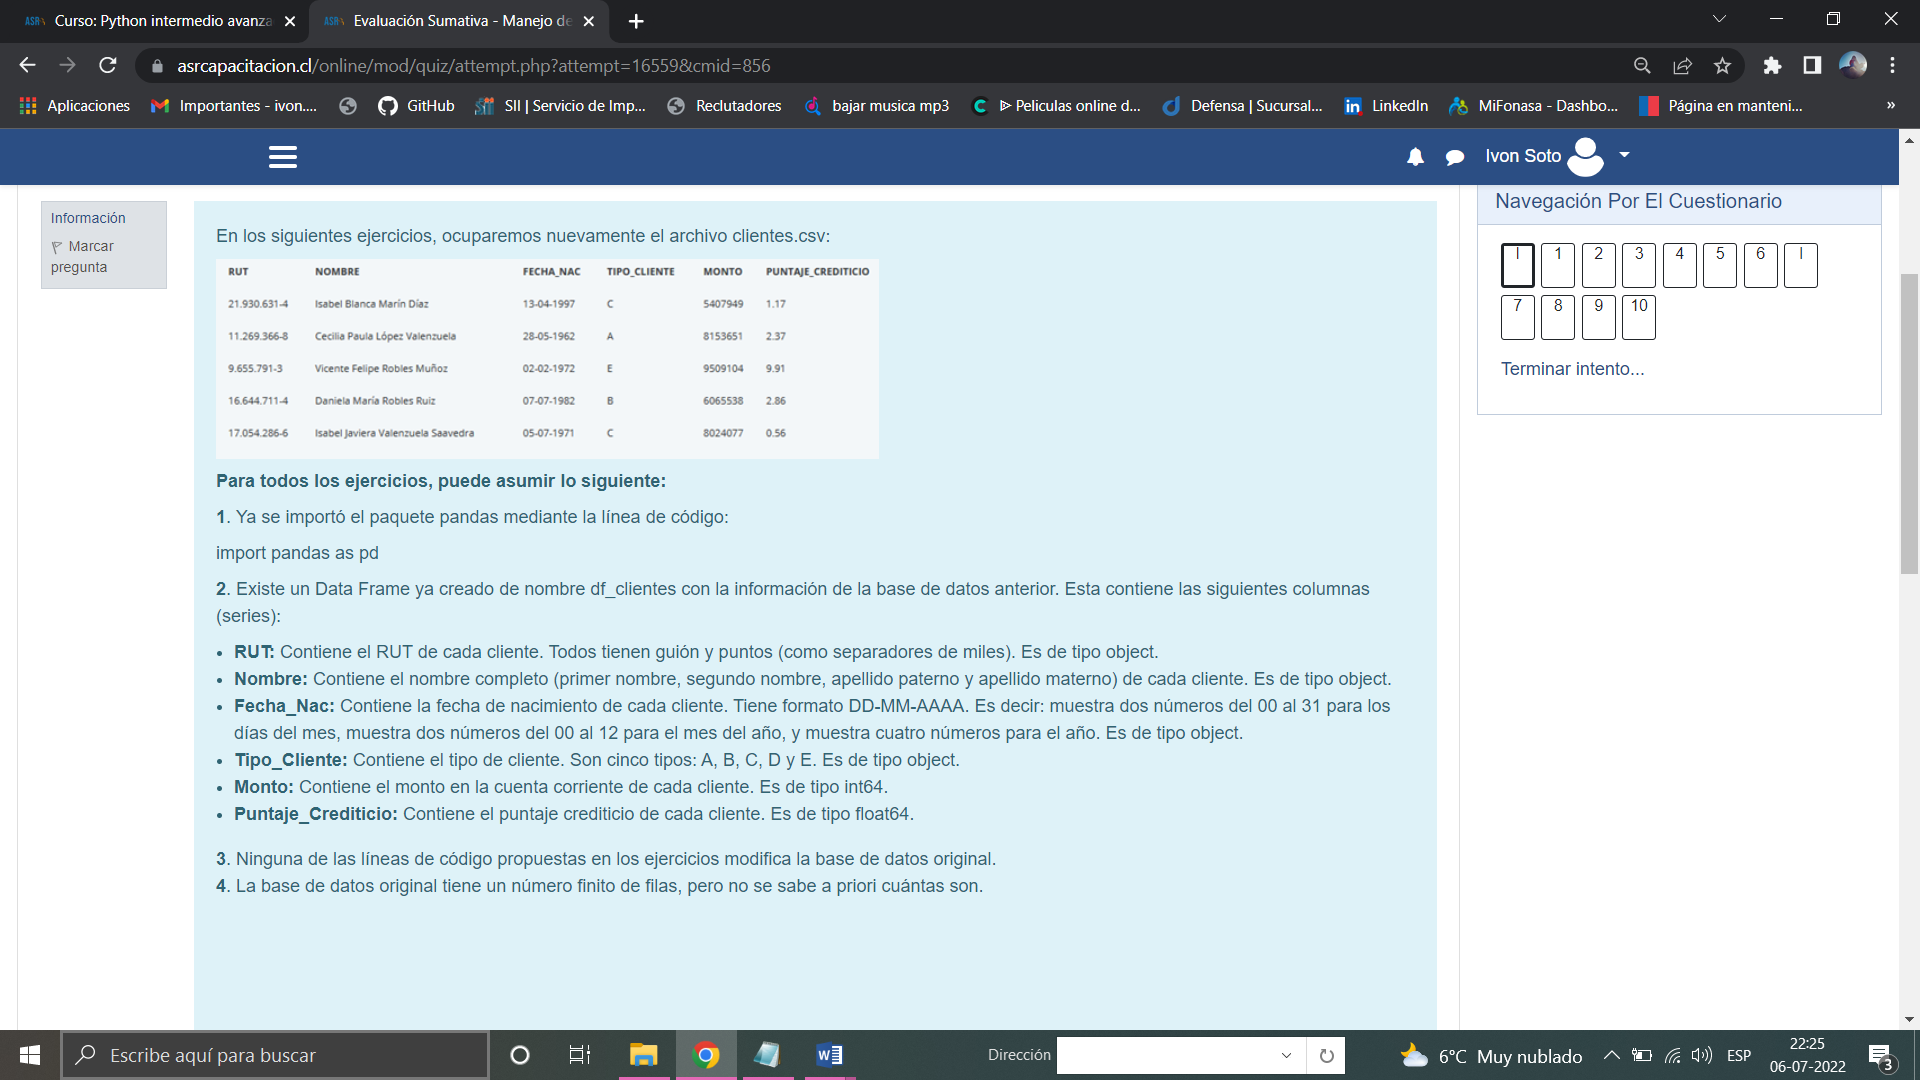 Curso: Python intermedio avanza
Evaluación Sumativa - Manejo de
asrcapacitacion.cl/online/mod/quiz/attempt.php?attempt=16559&cmid=856
Aplicaciones
Importantes - ivon....
GitHub
SII | Servicio de Imp...
Reclutadores
bajar musica mp3
Peliculas online d...
Defensa | Sucursal...
LinkedIn
MiFonasa - Dashbo...
Página en manteni...
»
Ivon Soto
Información
Marcar
pregunta
En los siguientes ejercicios, ocuparemos nuevamente el archivo clientes.csv:
RUT NOMBRE FECHA_NAC TIPO_CLIENTE MONTO PUNTAJE_CREDITICIO
21.930.631-4 Isabel Blanca Marín Díaz 13-04-1997 C 5407949 1.17
11.269.366-8 Cecilia Paula López Valenzuela 28-05-1962 A 8153651 2.37
9.655.791-3 Vicente Felipe Robles Muñoz 02-02-1972 E 9509104 9.91
16.644.711-4 Daniela María Robles Ruiz 07-07-1982 B 6065538 2.86
17.054.286-6 Isabel Javiera Valenzuela Saavedra 05-07-1971 C 8024077 0.56
Para todos los ejercicios, puede asumir lo siguiente:
1. Ya se importó el paquete pandas mediante la línea de código:
import pandas as pd
2. Existe un Data Frame ya creado de nombre df_clientes con la información de la base de datos anterior. Esta contiene las siguientes columnas
(series):
• RUT: Contiene el RUT de cada cliente. Todos tienen guión y puntos (como separadores de miles). Es de tipo object.
• Nombre: Contiene el nombre completo (primer nombre, segundo nombre, apellido paterno y apellido materno) de cada cliente. Es de tipo object.
• Fecha_Nac: Contiene la fecha de nacimiento de cada cliente. Tiene formato DD-MM-AAAA. Es decir: muestra dos números del 00 al 31 para los
días del mes, muestra dos números del 00 al 12 para el mes del año, y muestra cuatro números para el año. Es de tipo object.
• Tipo_Cliente: Contiene el tipo de cliente. Son cinco tipos: A, B, C, D y E. Es de tipo object.
• Monto: Contiene el monto en la cuenta corriente de cada cliente. Es de tipo int64.
• Puntaje_Crediticio: Contiene el puntaje crediticio de cada cliente. Es de tipo float64.
3. Ninguna de las líneas de código propuestas en los ejercicios modifica la base de datos original.
4. La base de datos original tiene un número finito de filas, pero no se sabe a priori cuántas son.
Navegación Por El Cuestionario
I 1 2 3 4 5 6 I
7 8 9 10
Terminar intento...
Escribe aquí para buscar
Dirección
6°C Muy nublado
ESP
22:25
06-07-2022
3